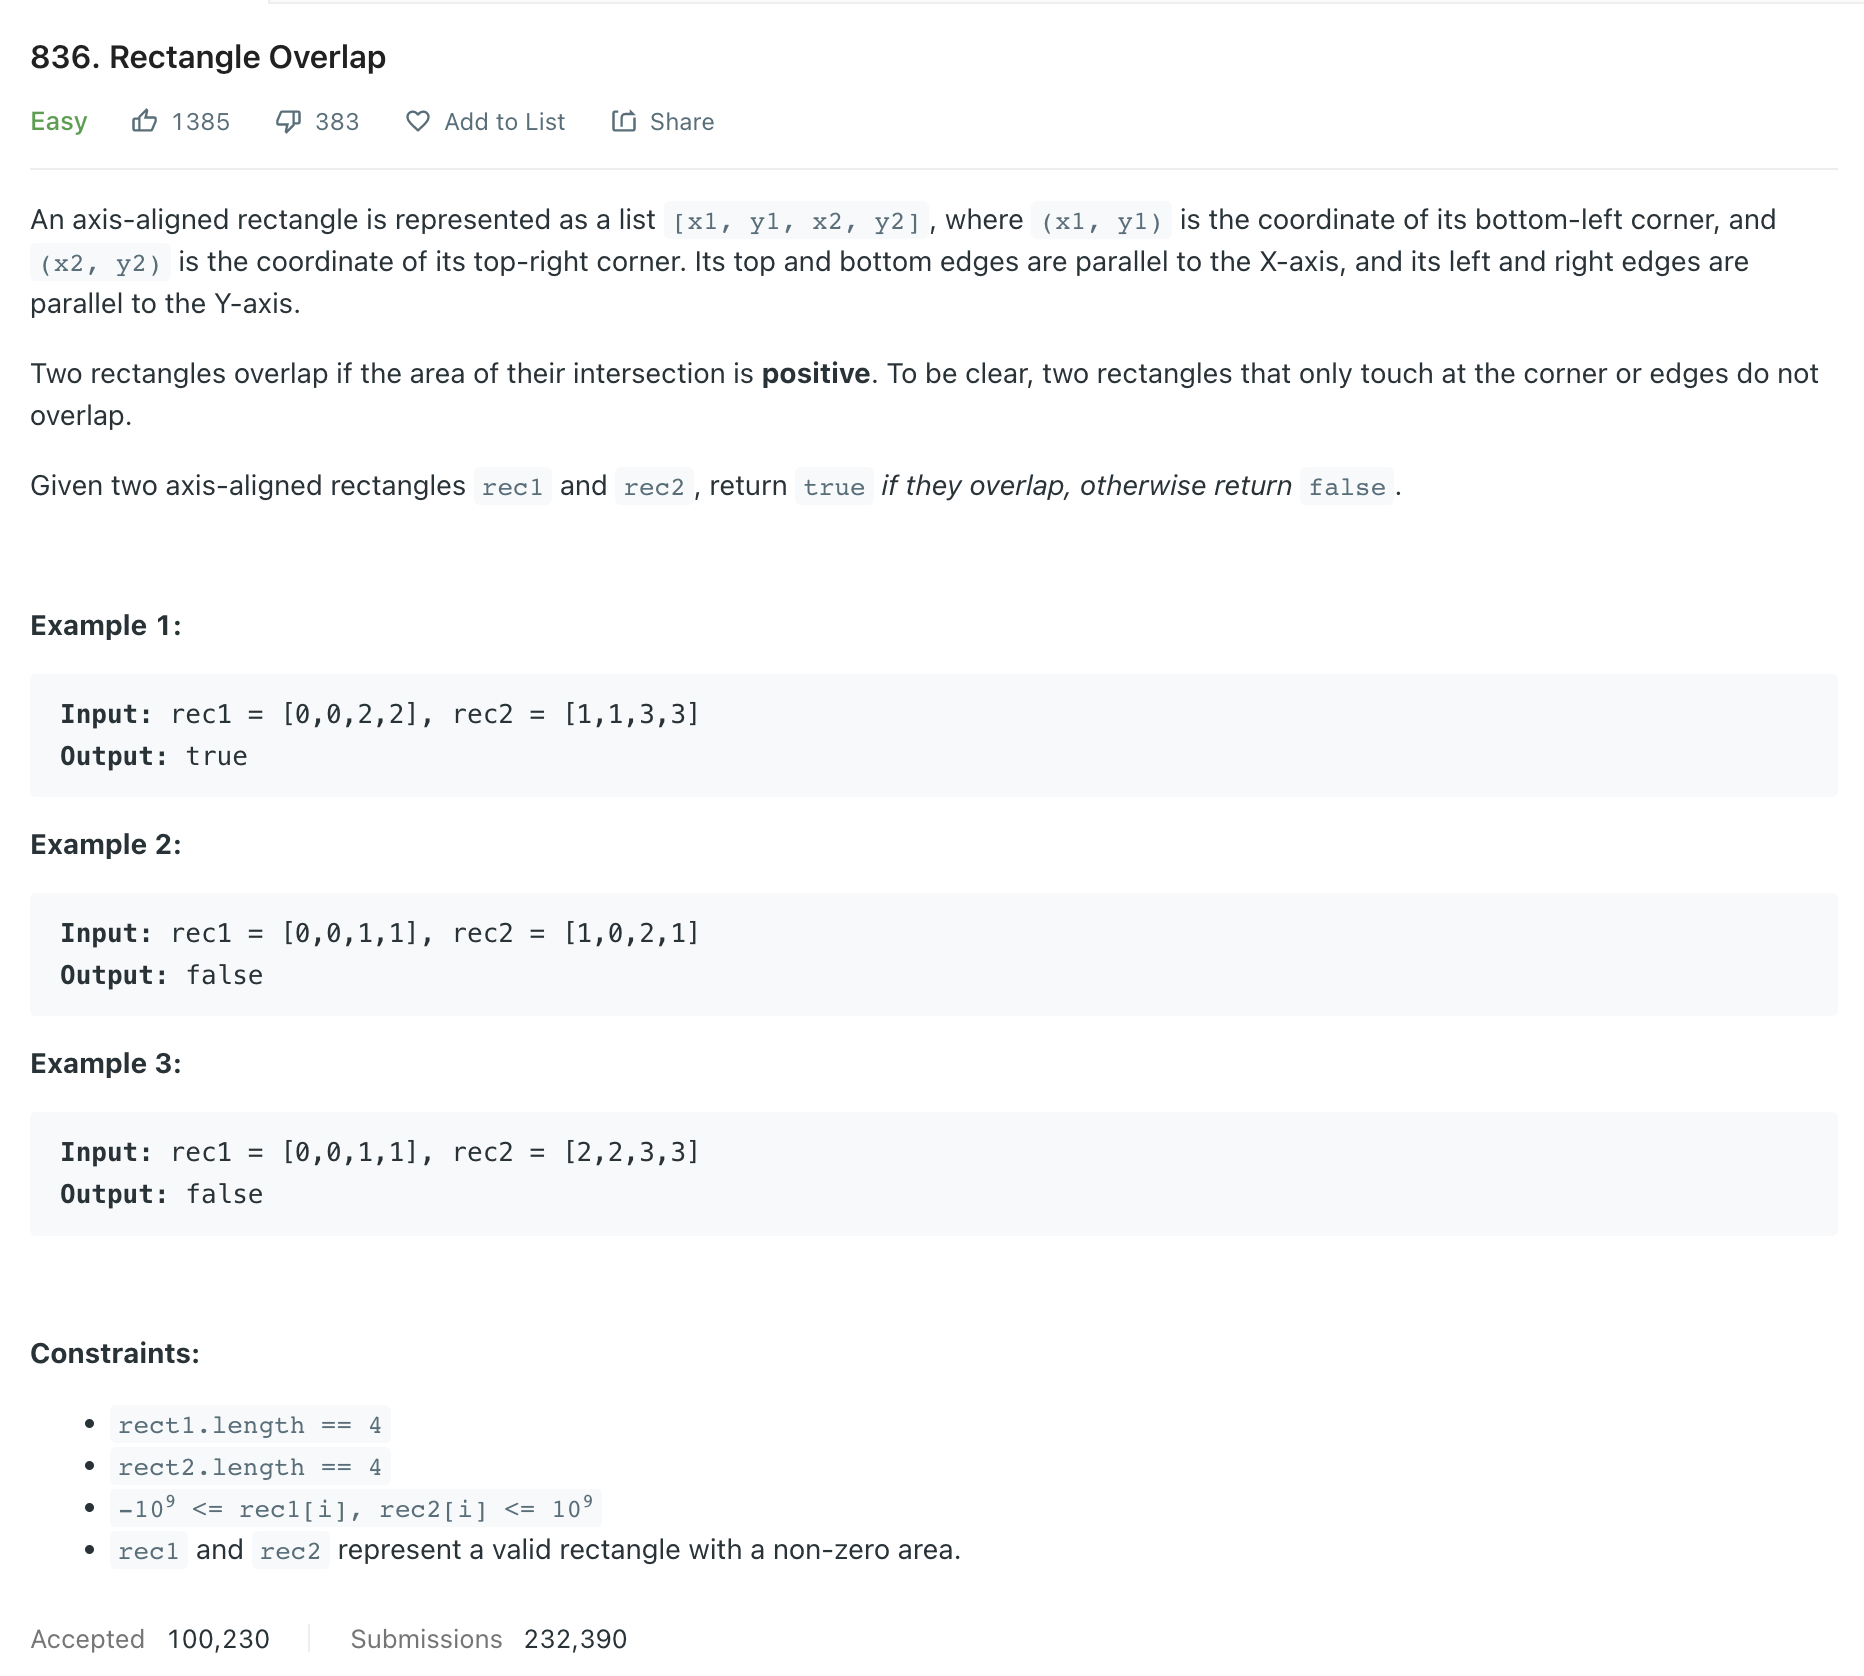 836. Rectangle Overlap
Easy 1385 383 Add to List Share
An axis-aligned rectangle is represented as a list [x1, y1, x2, y2], where (x1, y1) is the coordinate of its bottom-left corner, and
(x2, y2) is the coordinate of its top-right corner. Its top and bottom edges are parallel to the X-axis, and its left and right edges are
parallel to the Y-axis.
Two rectangles overlap if the area of their intersection is positive. To be clear, two rectangles that only touch at the corner or edges do not
overlap.
Given two axis-aligned rectangles rec1 and rec2, return true if they overlap, otherwise return false.
Example 1:
Input: rec1 = [0,0,2,2], rec2 = [1,1,3,3]
Output: true
Example 2:
Input: rec1 = [0,0,1,1], rec2 = [1,0,2,1]
Output: false
Example 3:
Input: rec1 = [0,0,1,1], rec2 = [2,2,3,3]
Output: false
Constraints:
• rect1.length == 4
• rect2.length == 4
• -10⁹ <= rec1[i], rec2[i] <= 10⁹
• rec1 and rec2 represent a valid rectangle with a non-zero area.
Accepted 100,230 Submissions 232,390